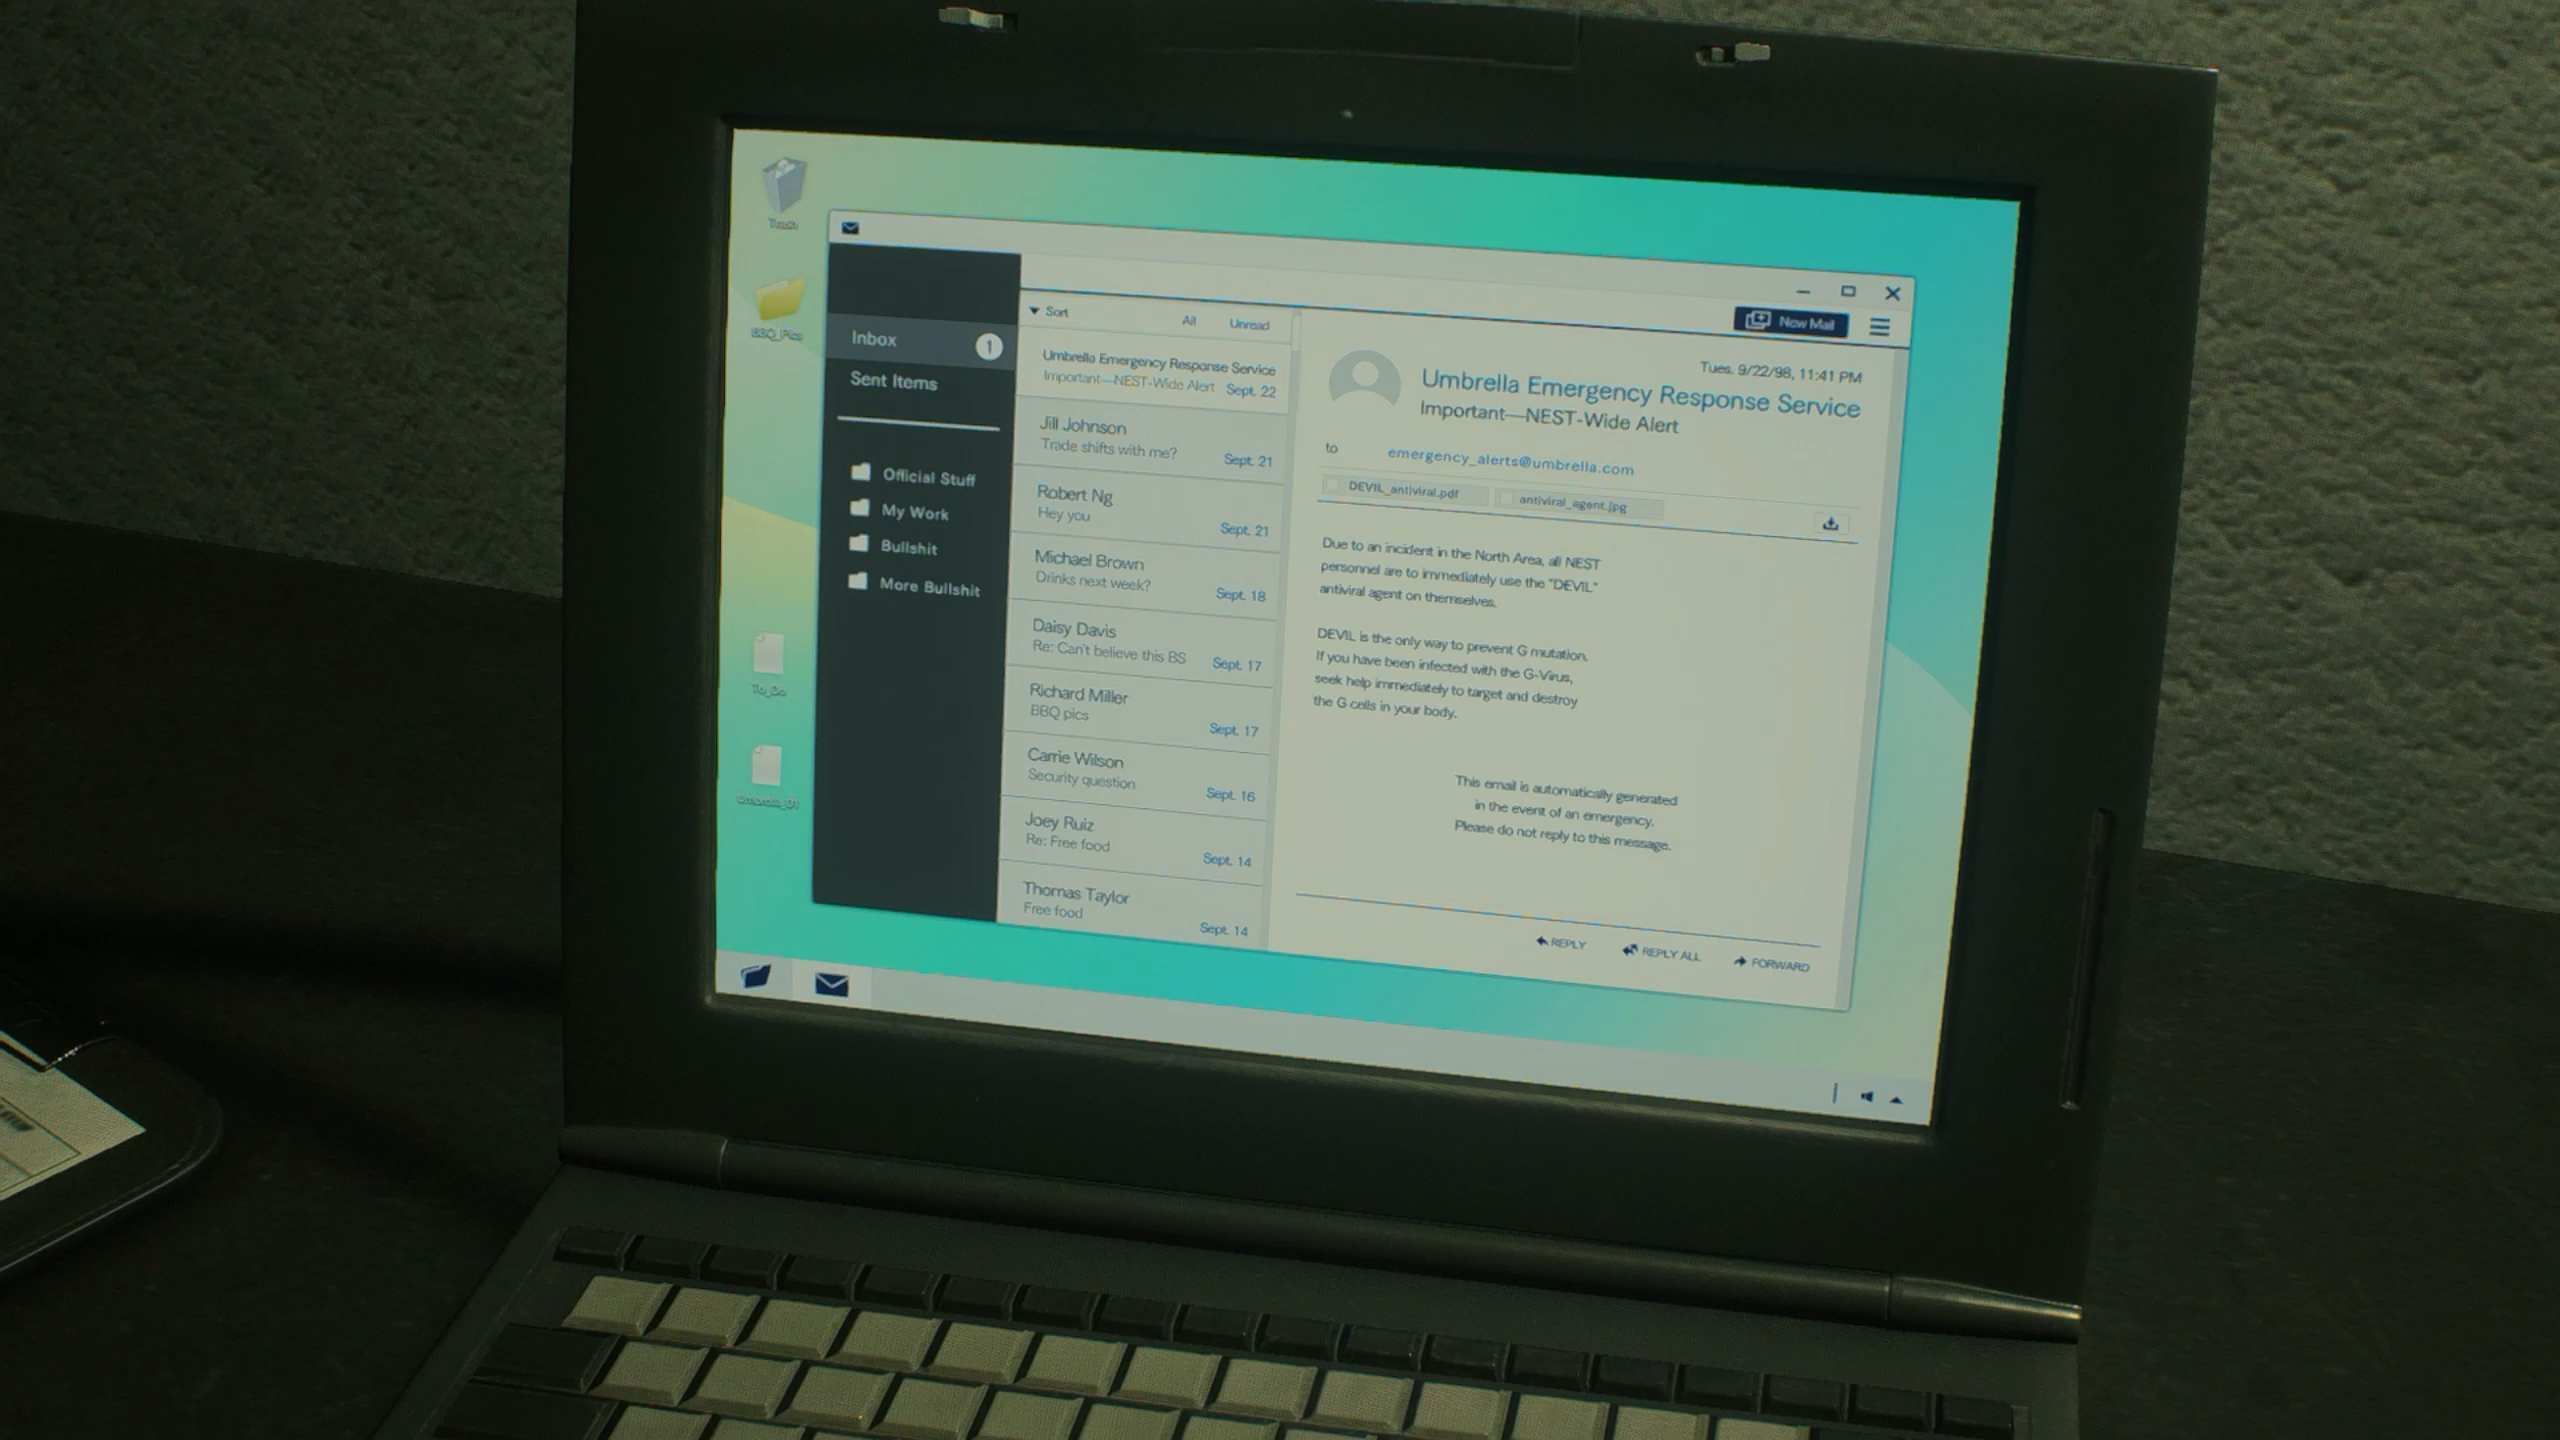 Trash
BBQ_Pics
To_Do
Umbrella_01
Inbox
1
Sent Items
Official Stuff
My Work
Bullshit
More Bullshit
Sort
All
Unread
Umbrella Emergency Response Service
Important—NEST-Wide Alert
Sept. 22
Jill Johnson
Trade shifts with me?
Sept. 21
Robert Ng
Hey you
Sept. 21
Michael Brown
Drinks next week?
Sept. 18
Daisy Davis
Re: Can't believe this BS
Sept. 17
Richard Miller
BBQ pics
Sept. 17
Carrie Wilson
Security question
Sept. 16
Joey Ruiz
Re: Free food
Sept. 14
Thomas Taylor
Free food
Sept. 14
New Mail
Tues. 9/22/98, 11:41 PM
Umbrella Emergency Response Service
Important—NEST-Wide Alert
to
emergency_alerts@umbrella.com
DEVIL_antiviral.pdf
antiviral_agent.jpg
Due to an incident in the North Area, all NEST
personnel are to immediately use the "DEVIL"
antiviral agent on themselves.
DEVIL is the only way to prevent G mutation.
If you have been infected with the G-Virus,
seek help immediately to target and destroy
the G cells in your body.
This email is automatically generated
in the event of an emergency.
Please do not reply to this message.
REPLY
REPLY ALL
FORWARD